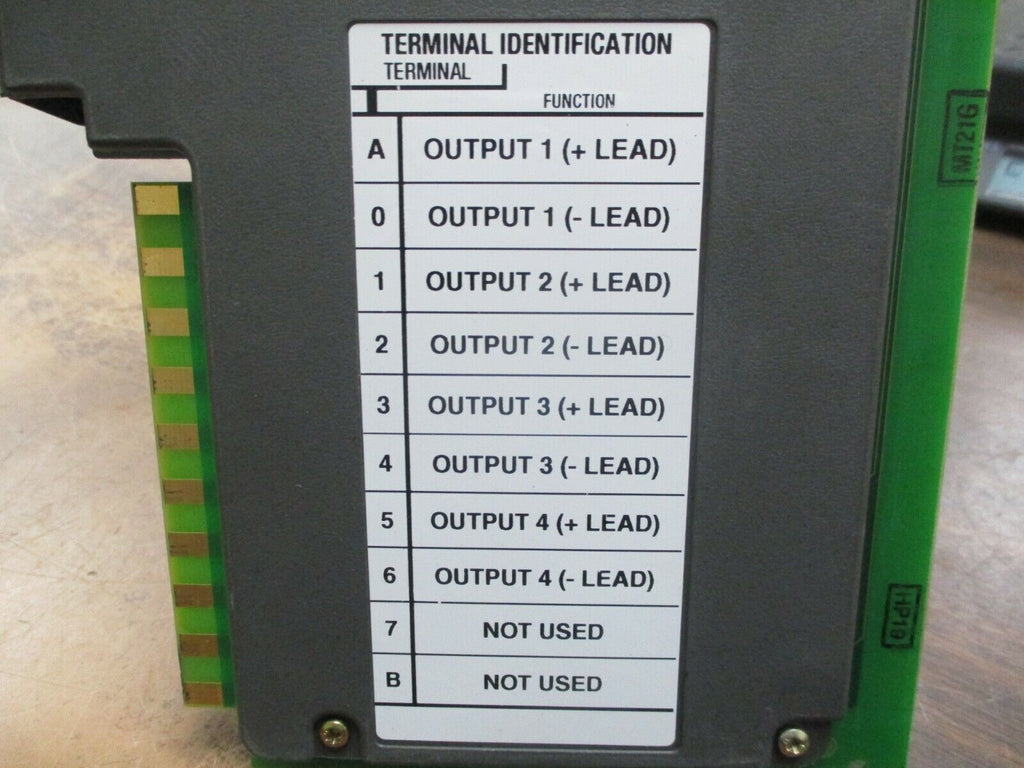 TERMINAL IDENTIFICATION
TERMINAL
FUNCTION
A OUTPUT 1 (+ LEAD)
0 OUTPUT 1 (- LEAD)
1 OUTPUT 2 (+ LEAD)
2 OUTPUT 2 (- LEAD)
3 OUTPUT 3 (+ LEAD)
4 OUTPUT 3 (- LEAD)
5 OUTPUT 4 (+ LEAD)
6 OUTPUT 4 (- LEAD)
7 NOT USED
B NOT USED
MT21G
HP19